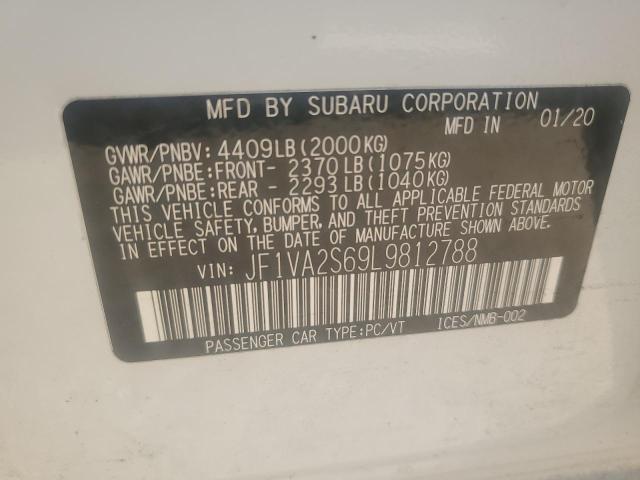 MFD BY SUBARU CORPORATION
MFD IN 01/20
GVWR/PNBV: 4409LB(2000KG)
GAWR/PNBE:FRONT- 2370LB(1075KG)
GAWR/PNBE:REAR - 2293LB(1040KG)
THIS VEHICLE CONFORMS TO ALL APPLICABLE FEDERAL MOTOR
VEHICLE SAFETY, BUMPER, AND THEFT PREVENTION STANDARDS
IN EFFECT ON THE DATE OF MANUFACTURE SHOWN ABOVE.
VIN: JF1VA2S69L9812788
PASSENGER CAR TYPE:PC/VT ICES/NMB-002